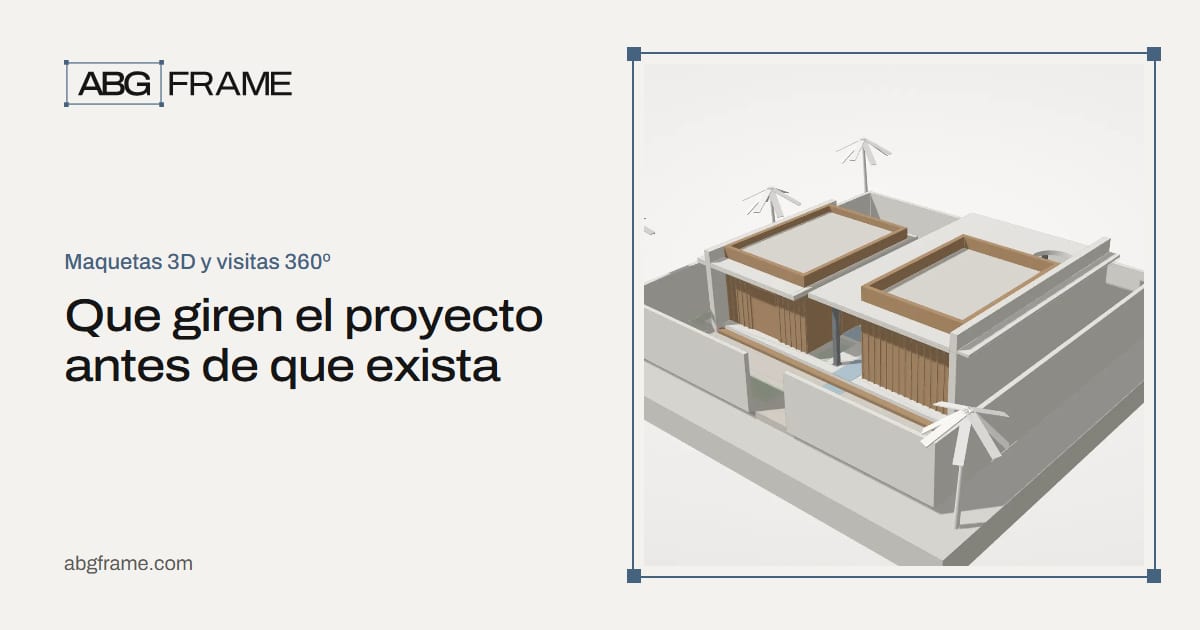 ABG FRAME
Maquetas 3D y visitas 360º
Que giren el proyecto
antes de que exista
abgframe.com